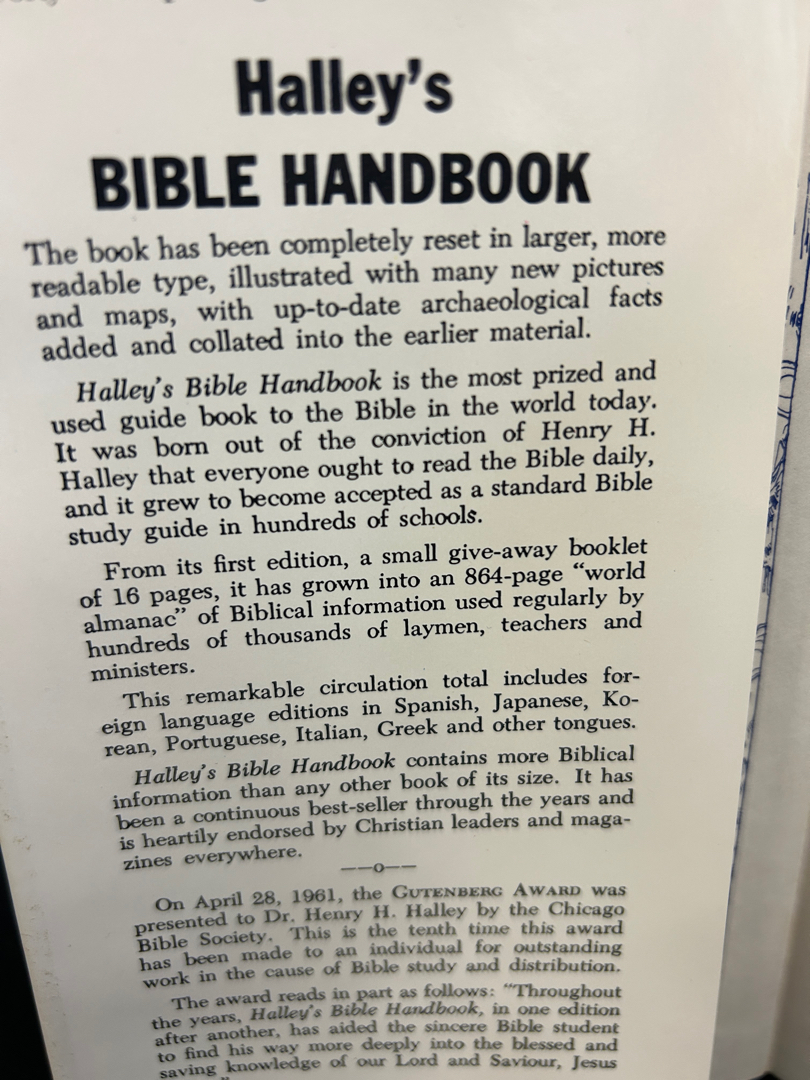 Halley's
BIBLE HANDBOOK
The book has been completely reset in larger, more
readable type, illustrated with many new pictures
and maps, with up-to-date archaeological facts
added and collated into the earlier material.
Halley's Bible Handbook is the most prized and
used guide book to the Bible in the world today.
It was born out of the conviction of Henry H.
Halley that everyone ought to read the Bible daily,
and it grew to become accepted as a standard Bible
study guide in hundreds of schools.
From its first edition, a small give-away booklet
of 16 pages, it has grown into an 864-page “world
almanac” of Biblical information used regularly by
hundreds of thousands of laymen, teachers and
ministers.
This remarkable circulation total includes for-
eign language editions in Spanish, Japanese, Ko-
rean, Portuguese, Italian, Greek and other tongues.
Halley's Bible Handbook contains more Biblical
information than any other book of its size. It has
been a continuous best-seller through the years and
is heartily endorsed by Christian leaders and maga-
zines everywhere.
——o——
On April 28, 1961, the GUTENBERG AWARD was
presented to Dr. Henry H. Halley by the Chicago
Bible Society. This is the tenth time this award
has been made to an individual for outstanding
work in the cause of Bible study and distribution.
The award reads in part as follows: “Throughout
the years, Halley's Bible Handbook, in one edition
after another, has aided the sincere Bible student
to find his way more deeply into the blessed and
saving knowledge of our Lord and Saviour, Jesus